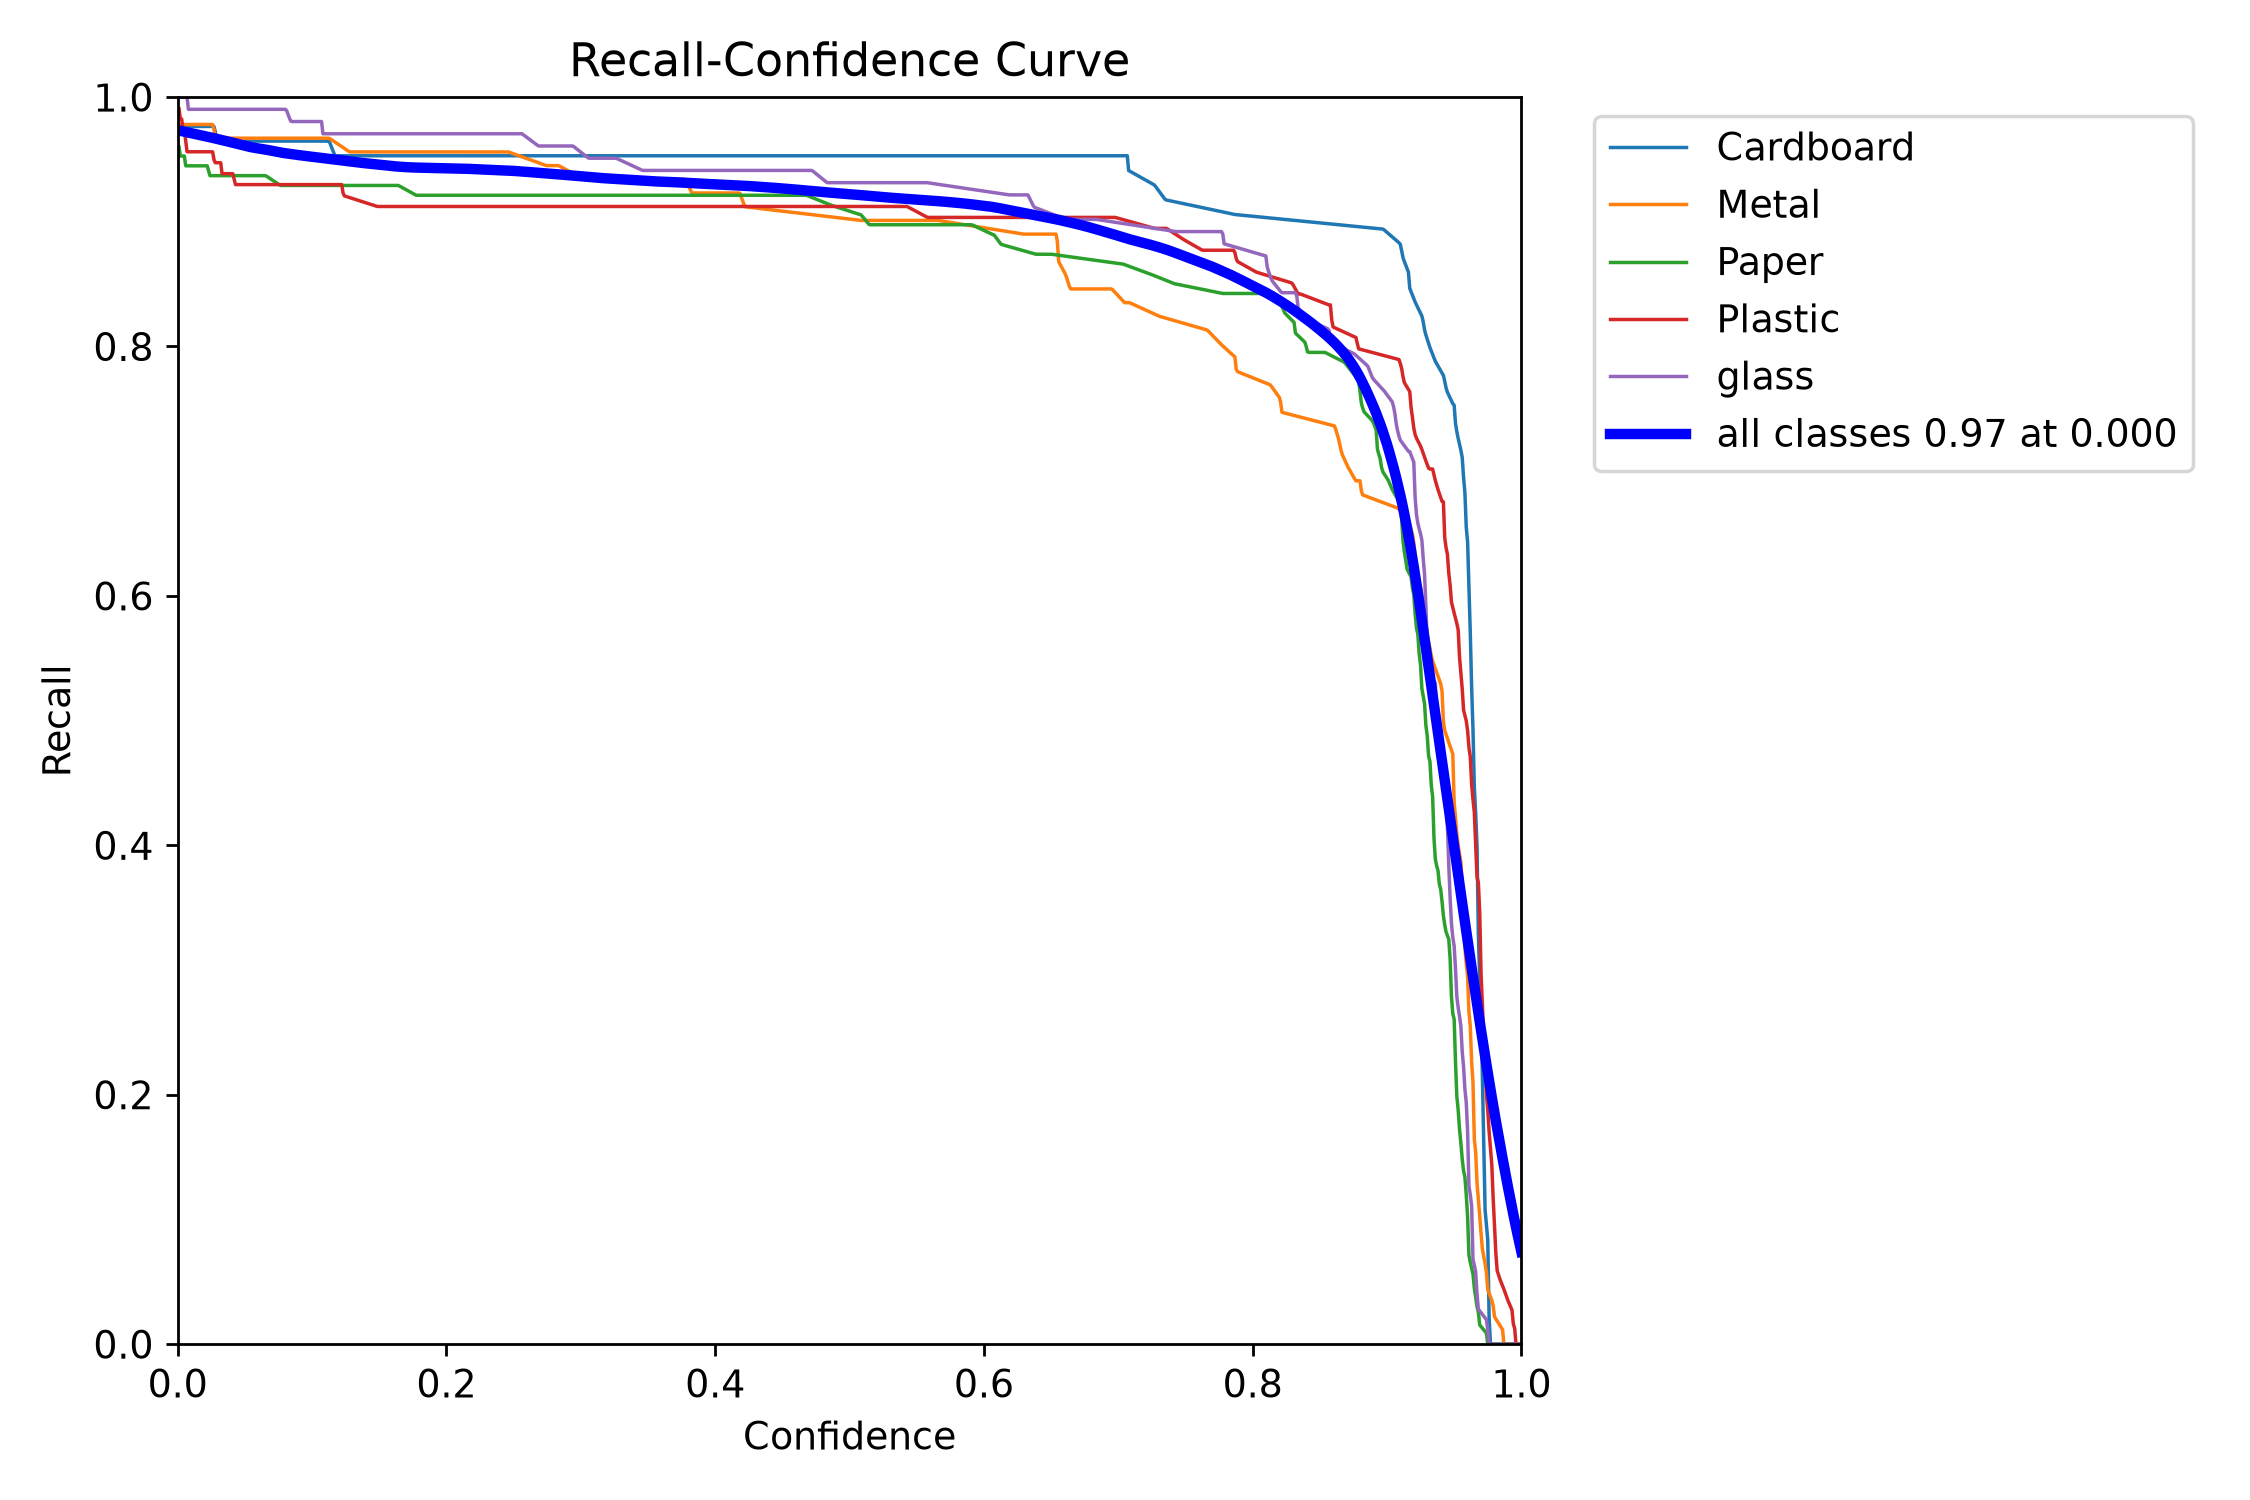 Recall-Confidence Curve
1.0
0.8
0.6
0.4
0.2
0.0
Recall
0.0 0.2 0.4 0.6 0.8 1.0
Confidence
Cardboard
Metal
Paper
Plastic
glass
all classes 0.97 at 0.000